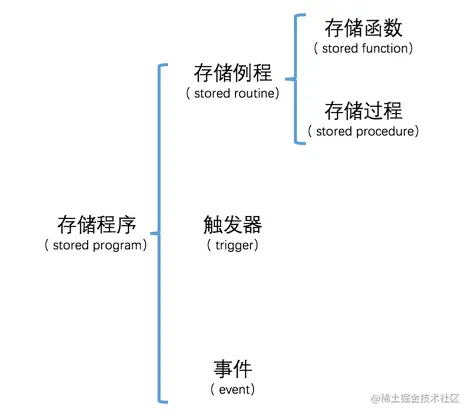 存储函数
（stored function）
存储例程
（stored routine）
存储过程
（stored procedure）
存储程序
（stored program）
触发器
（trigger）
事件
（event）
@稀土掘金技术社区